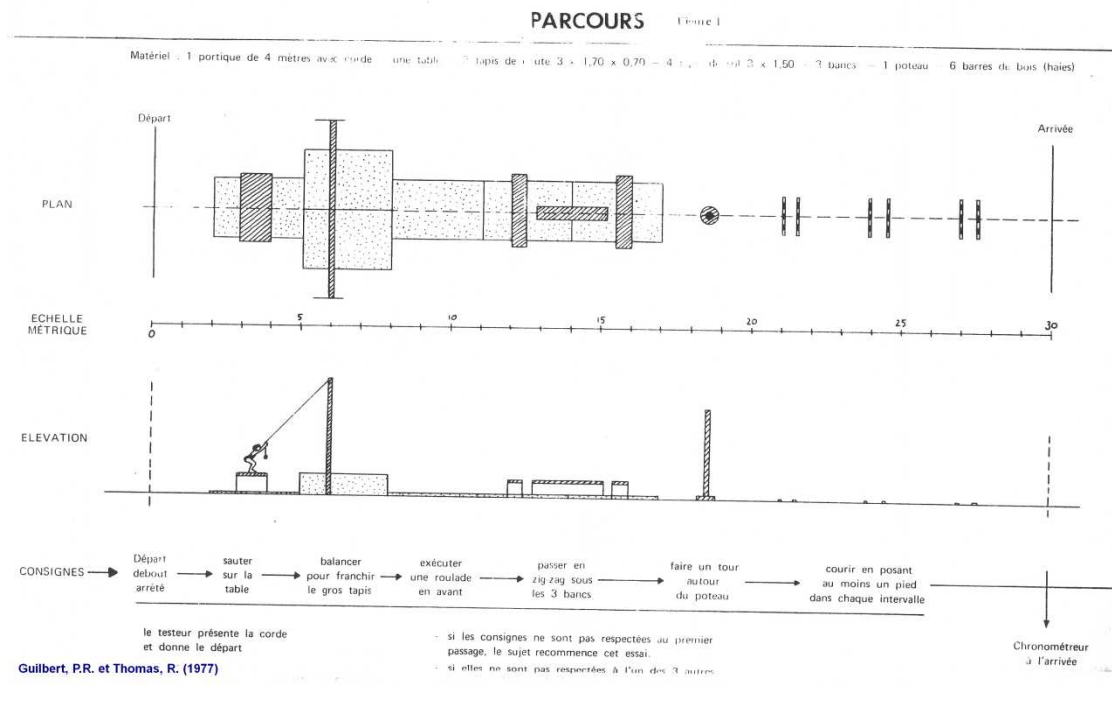 PARCOURS
Matériel : 1 portique de 4 mètres avec corde une table tapis de 3 1,70 x 0,70 – 4 3 x 1,50 3 bancs – 1 poteau 6 barres de bois (haies)
Départ
Arrivée
PLAN
ECHELLE
MÉTRIQUE
0 5 10 15 20 25 30
ELEVATION
CONSIGNES
Départ
debout
arrêté
sauter
sur la
table
balancer
pour franchir
le gros tapis
exécuter
une roulade
en avant
passer en
zig-zag sous
les 3 bancs
faire un tour
autour
du poteau
courir en posant
au moins un pied
dans chaque intervalle
le testeur présente la corde
et donne le départ
- si les consignes ne sont pas respectées au premier
passage, le sujet recommence cet essai.
- si elles ne sont pas respectées à l'un des 3 autres
Chronométreur
à l'arrivée
Guilbert, P.R. et Thomas, R. (1977)